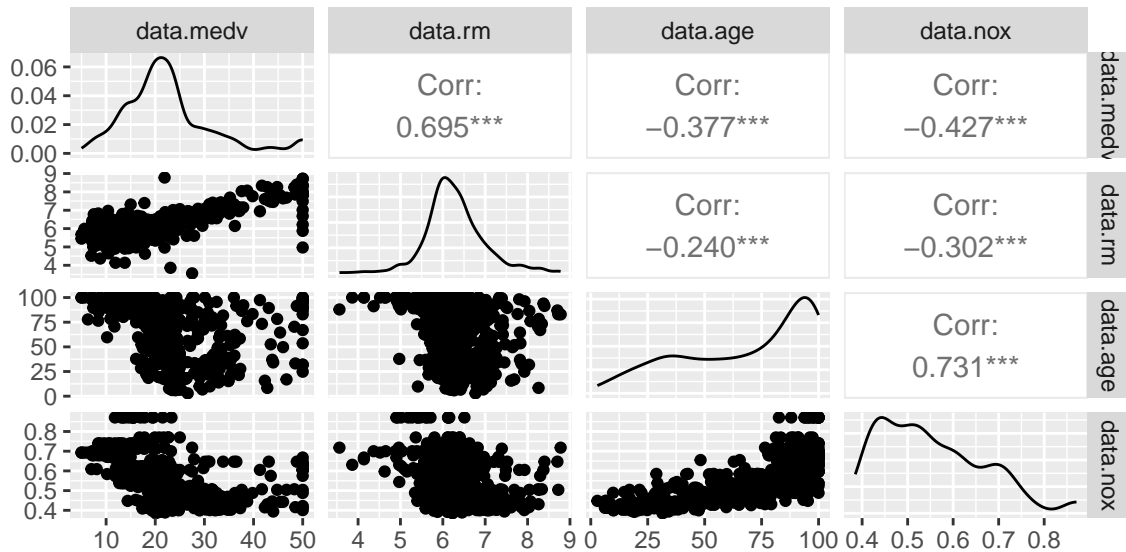 data.medv data.rm data.age data.nox
0.06
0.04
0.02
0.00
Corr:
0.695***
Corr:
−0.377***
Corr:
−0.427***
data.medv
9
8
7
6
5
4
Corr:
−0.240***
Corr:
−0.302***
data.rm
100
75
50
25
0
Corr:
0.731***
data.age
0.8
0.7
0.6
0.5
0.4
data.nox
10 20 30 40 50 4 5 6 7 8 9 0 25 50 75 100 0.4 0.5 0.6 0.7 0.8